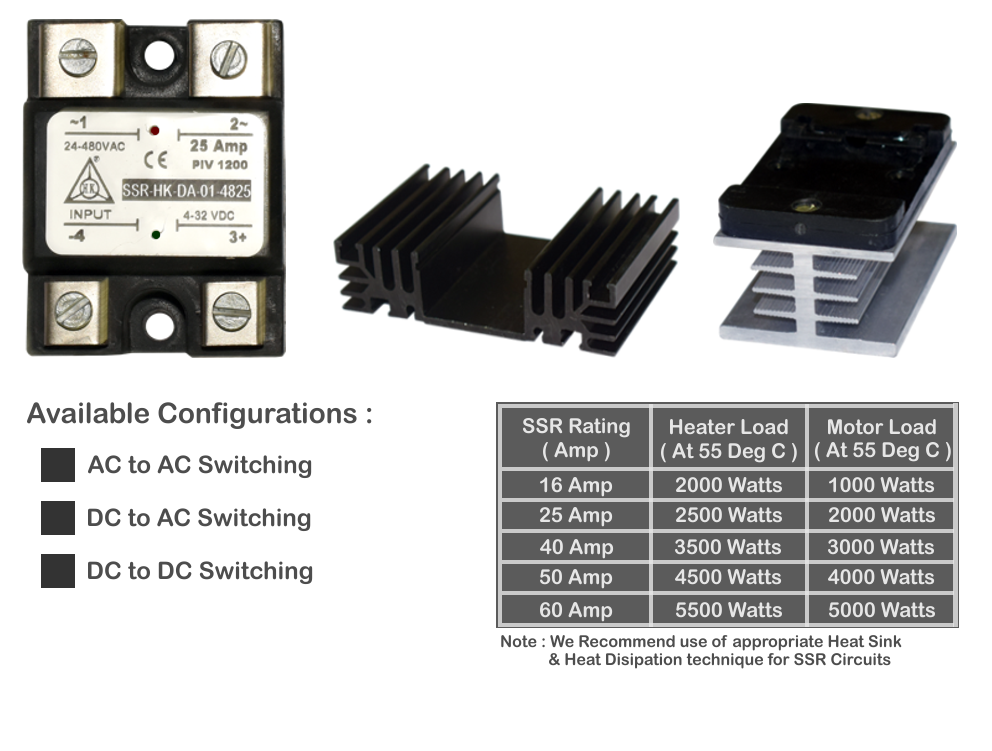 ~1 2~
24-480VAC 25 Amp
CE PIV 1200
H.K ®
SSR-HK-DA-01-4825
INPUT 4-32 VDC
-4 3+
Available Configurations :
AC to AC Switching
DC to AC Switching
DC to DC Switching
SSR Rating Heater Load Motor Load
( Amp ) ( At 55 Deg C ) ( At 55 Deg C )
16 Amp 2000 Watts 1000 Watts
25 Amp 2500 Watts 2000 Watts
40 Amp 3500 Watts 3000 Watts
50 Amp 4500 Watts 4000 Watts
60 Amp 5500 Watts 5000 Watts
Note : We Recommend use of appropriate Heat Sink
& Heat Disipation technique for SSR Circuits